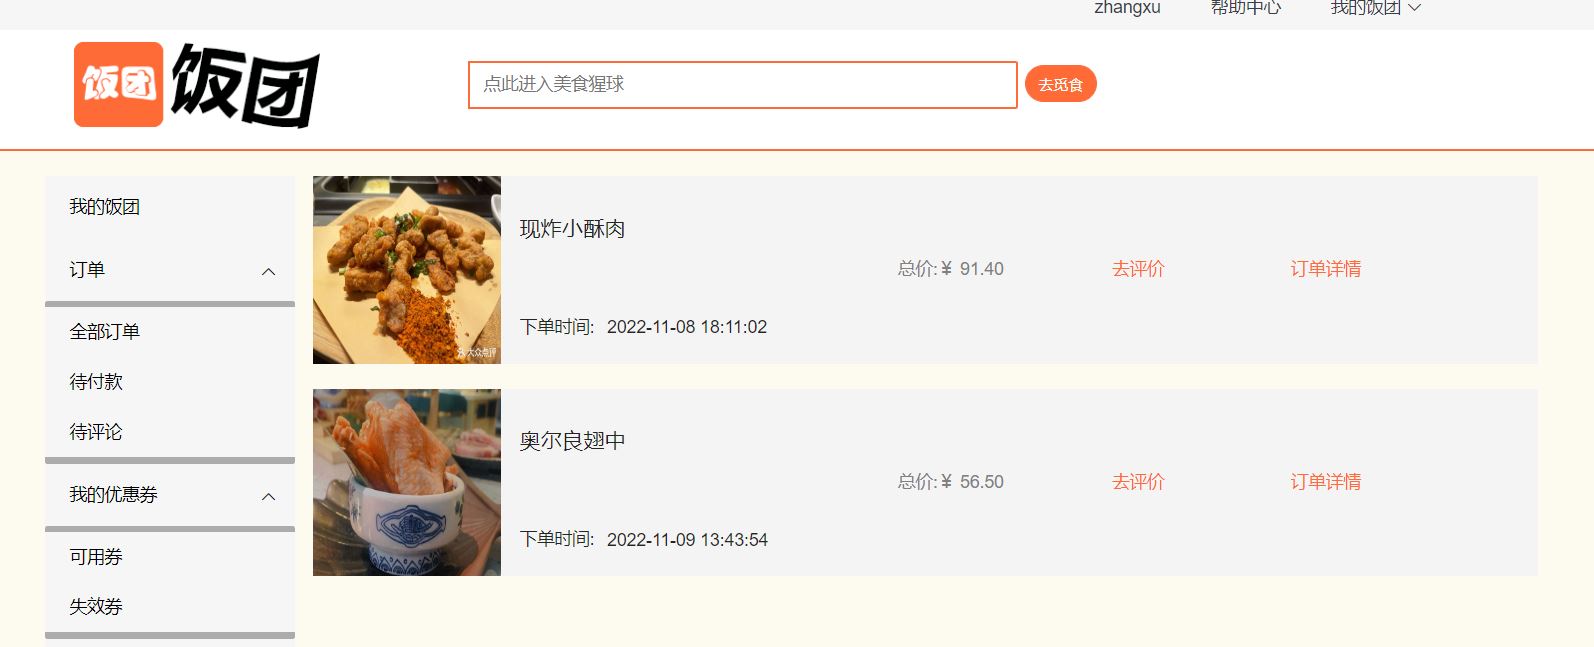 zhangxu 帮助中心 我的饭团
饭团 饭团
点此进入美食猩球 去觅食
我的饭团
订单
全部订单
待付款
待评论
我的优惠券
可用券
失效券
现炸小酥肉
总价:¥ 91.40 去评价 订单详情
下单时间: 2022-11-08 18:11:02
大众点评
奥尔良翅中
总价:¥ 56.50 去评价 订单详情
下单时间: 2022-11-09 13:43:54